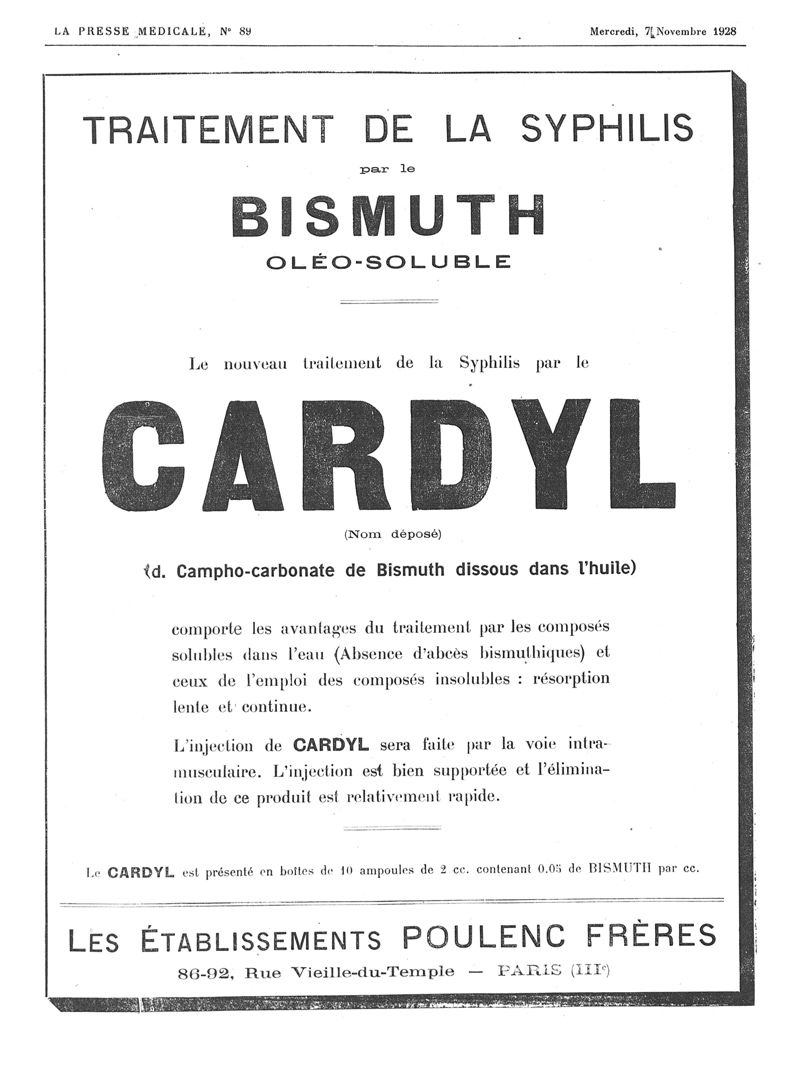 LA PRESSE MEDICALE, N° 89
Mercredi, 7 Novembre 1928
TRAITEMENT DE LA SYPHILIS
par le
BISMUTH
OLÉO-SOLUBLE
Le nouveau traitement de la Syphilis par le
CARDYL
(Nom déposé)
(d. Campho-carbonate de Bismuth dissous dans l'huile)
comporte les avantages du traitement par les composés
solubles dans l'eau (Absence d'abcès bismuthiques) et
ceux de l'emploi des composés insolubles : résorption
lente et continue.
L'injection de CARDYL sera faite par la voie intra-
musculaire. L'injection est bien supportée et l'élimina-
tion de ce produit est relativement rapide.
Le CARDYL est présenté en boîtes de 10 ampoules de 2 cc. contenant 0.05 de BISMUTH par cc.
LES ÉTABLISSEMENTS POULENC FRÈRES
86-92, Rue Vieille-du-Temple — PARIS (IIIe)